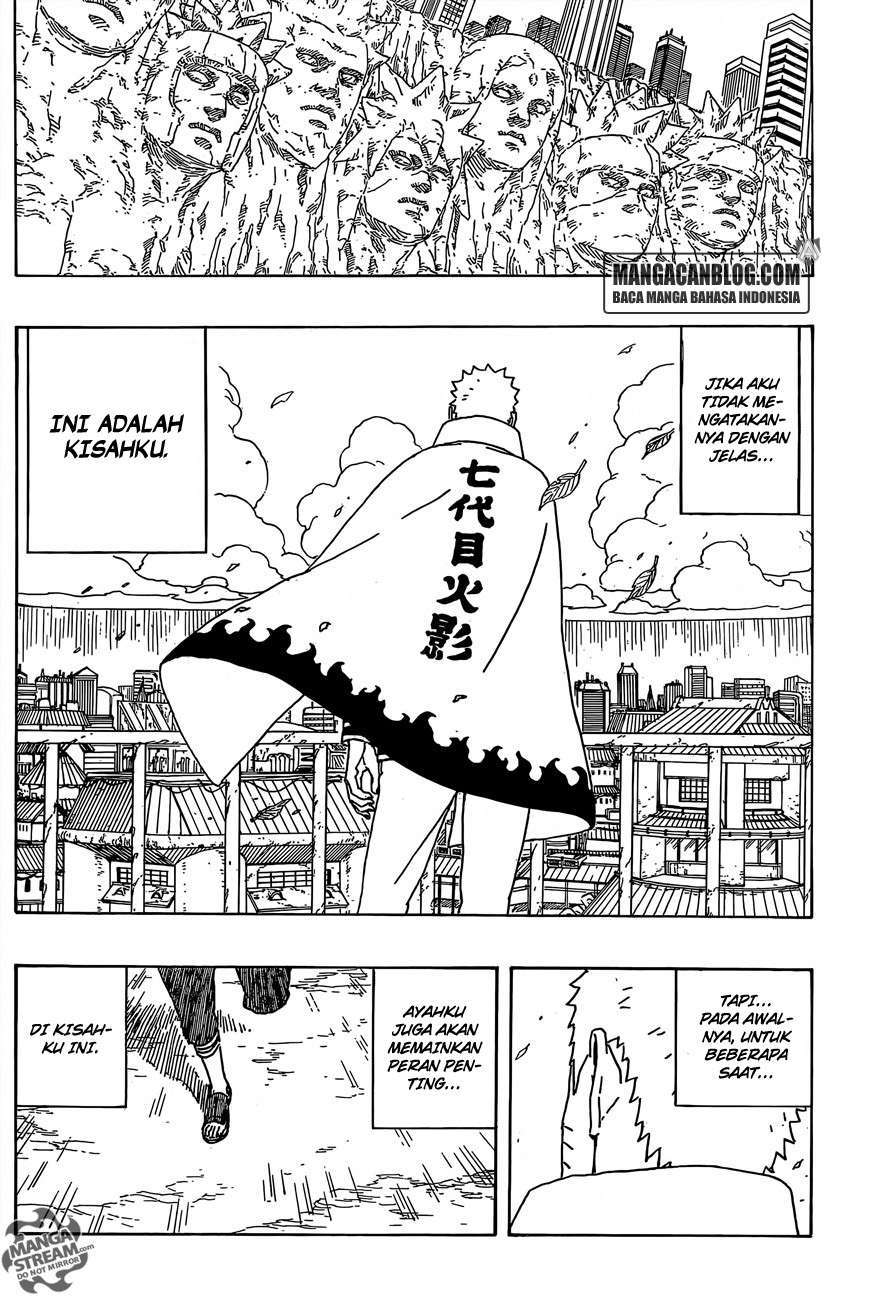 MANGACANBLOG.COM
BACA MANGA BAHASA INDONESIA
JIKA AKU
TIDAK ME-
NGATAKAN-
NYA DENGAN
JELAS...
INI ADALAH
KISAHKU.
七代目火影
TAPI...
PADA AWAL-
NYA, UNTUK
BEBERAPA
SAAT...
AYAHKU
JUGA AKAN
MEMAINKAN
PERAN PEN-
TING...
DI KISAH-
KU INI.
MANGA
STREAM.com
DO NOT MIRROR